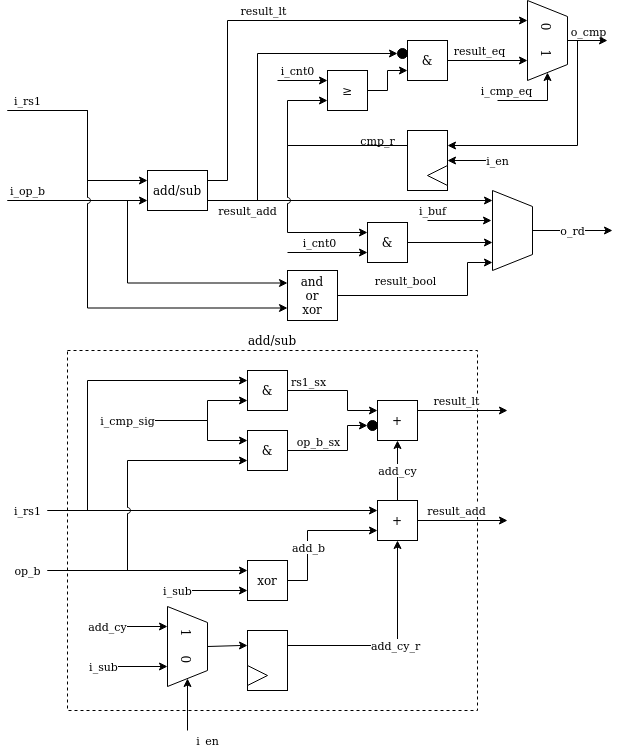 result_lt
0
o_cmp
&
result_eq
i_cnt0
1
≥
i_cmp_eq
i_rs1
cmp_r
i_en
i_op_b
add/sub
result_add
i_buf
o_rd
i_cnt0
&
and
or
xor
result_bool
add/sub
&
rs1_sx
result_lt
i_cmp_sig
+
&
op_b_sx
add_cy
i_rs1
+
result_add
add_b
op_b
xor
i_sub
add_cy
1
add_cy_r
i_sub
0
i_en